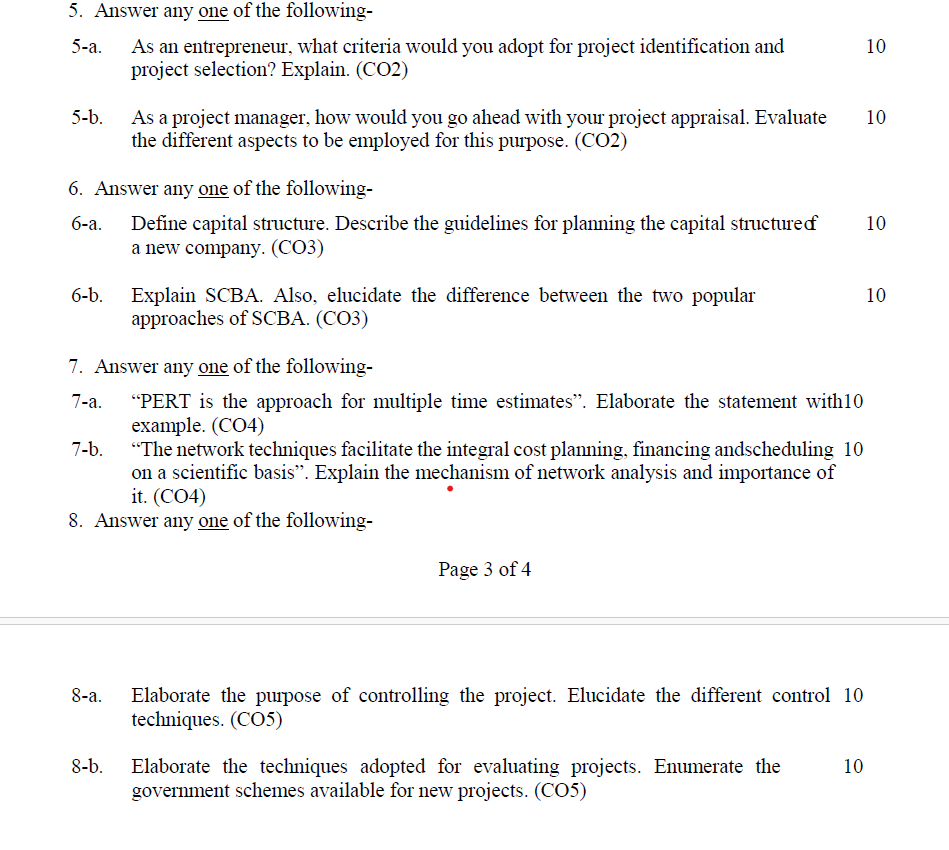 5. Answer any one of the following-
5-a. As an entrepreneur, what criteria would you adopt for project identification and 10
project selection? Explain. (CO2)
5-b. As a project manager, how would you go ahead with your project appraisal. Evaluate 10
the different aspects to be employed for this purpose. (CO2)
6. Answer any one of the following-
6-a. Define capital structure. Describe the guidelines for planning the capital structureof 10
a new company. (CO3)
6-b. Explain SCBA. Also, elucidate the difference between the two popular 10
approaches of SCBA. (CO3)
7. Answer any one of the following-
7-a. “PERT is the approach for multiple time estimates”. Elaborate the statement with10
example. (CO4)
7-b. “The network techniques facilitate the integral cost planning, financing andscheduling 10
on a scientific basis”. Explain the mechanism of network analysis and importance of
it. (CO4)
8. Answer any one of the following-
Page 3 of 4
8-a. Elaborate the purpose of controlling the project. Elucidate the different control 10
techniques. (CO5)
8-b. Elaborate the techniques adopted for evaluating projects. Enumerate the 10
government schemes available for new projects. (CO5)